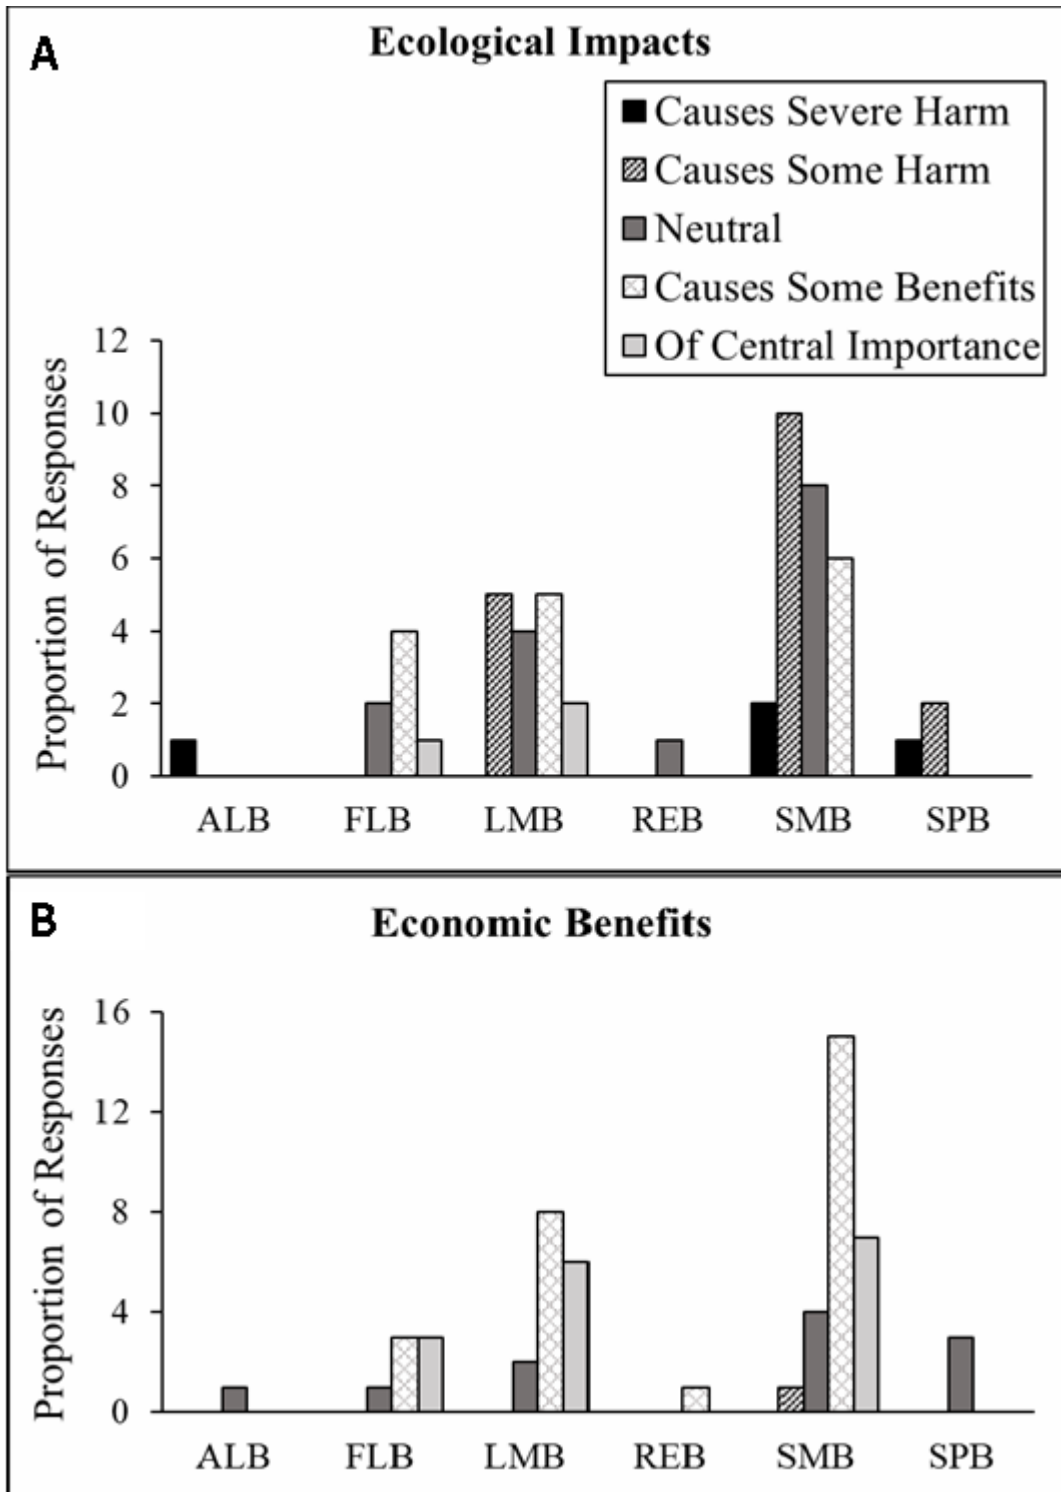 A
Ecological Impacts
Causes Severe Harm
Causes Some Harm
Neutral
Causes Some Benefits
Of Central Importance
Proportion of Responses
12
10
8
6
4
2
0
ALB FLB LMB REB SMB SPB
B
Economic Benefits
Proportion of Responses
16
12
8
4
0
ALB FLB LMB REB SMB SPB